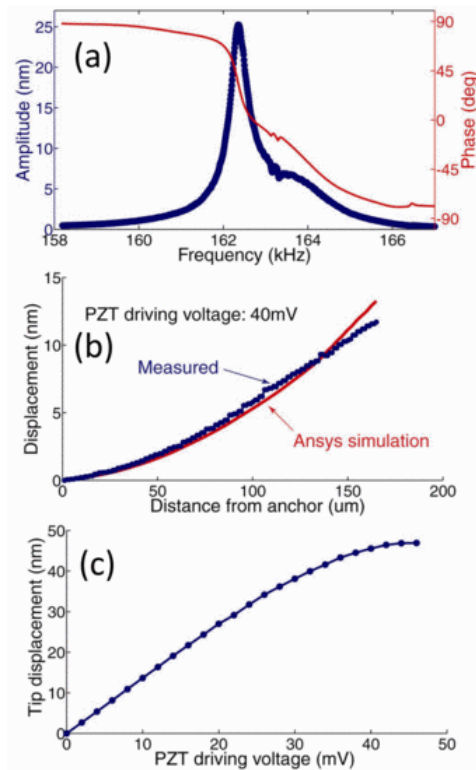 (a)
Amplitude (nm)
25
20
15
10
5
0
90
45
0
-45
-90
Phase (deg)
158 160 162 164 166
Frequency (kHz)
(b)
PZT driving voltage: 40mV
Measured
Ansys simulation
Displacement (nm)
15
10
5
0
0 50 100 150 200
Distance from anchor (um)
(c)
Tip displacement (nm)
50
40
30
20
10
0
0 10 20 30 40 50
PZT driving voltage (mV)